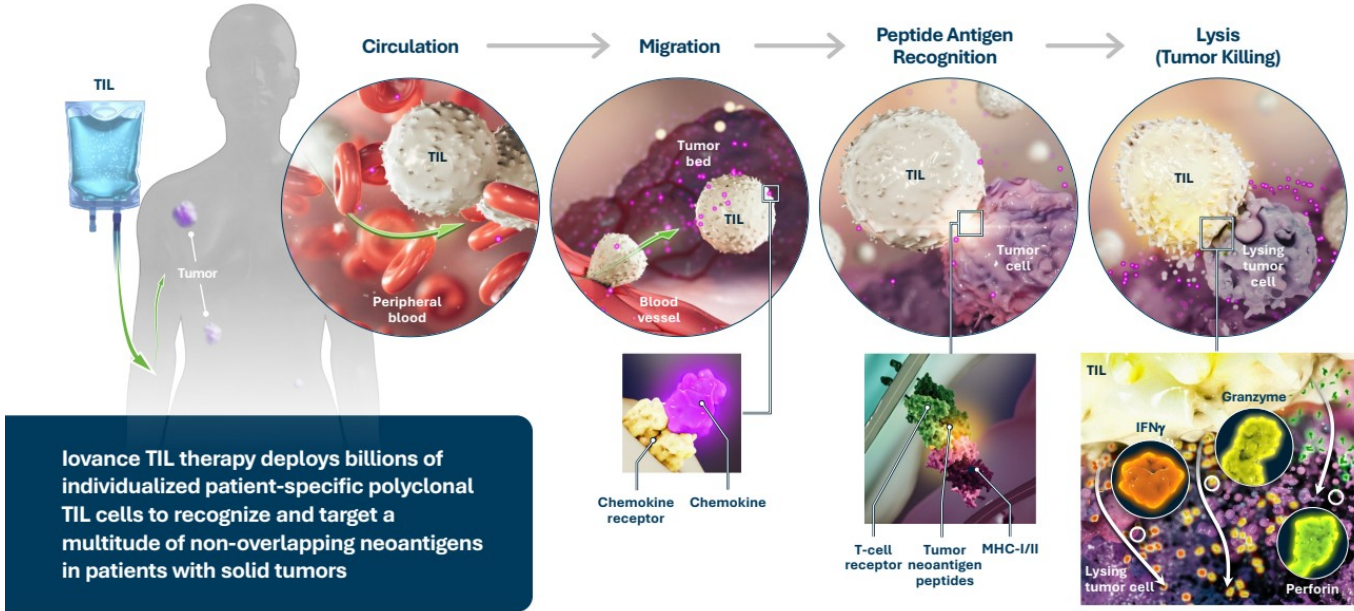 TIL
Tumor
Circulation
TIL
Peripheral
blood
Migration
Tumor
bed
TIL
Blood
vessel
Chemokine
receptor
Chemokine
Peptide Antigen
Recognition
TIL
Tumor
cell
T-cell
receptor
Tumor
neoantigen
peptides
MHC-I/II
Lysis
(Tumor Killing)
TIL
Lysing
tumor
cell
TIL
Granzyme
IFNγ
Lysing
tumor cell
Perforin
Iovance TIL therapy deploys billions of
individualized patient-specific polyclonal
TIL cells to recognize and target a
multitude of non-overlapping neoantigens
in patients with solid tumors